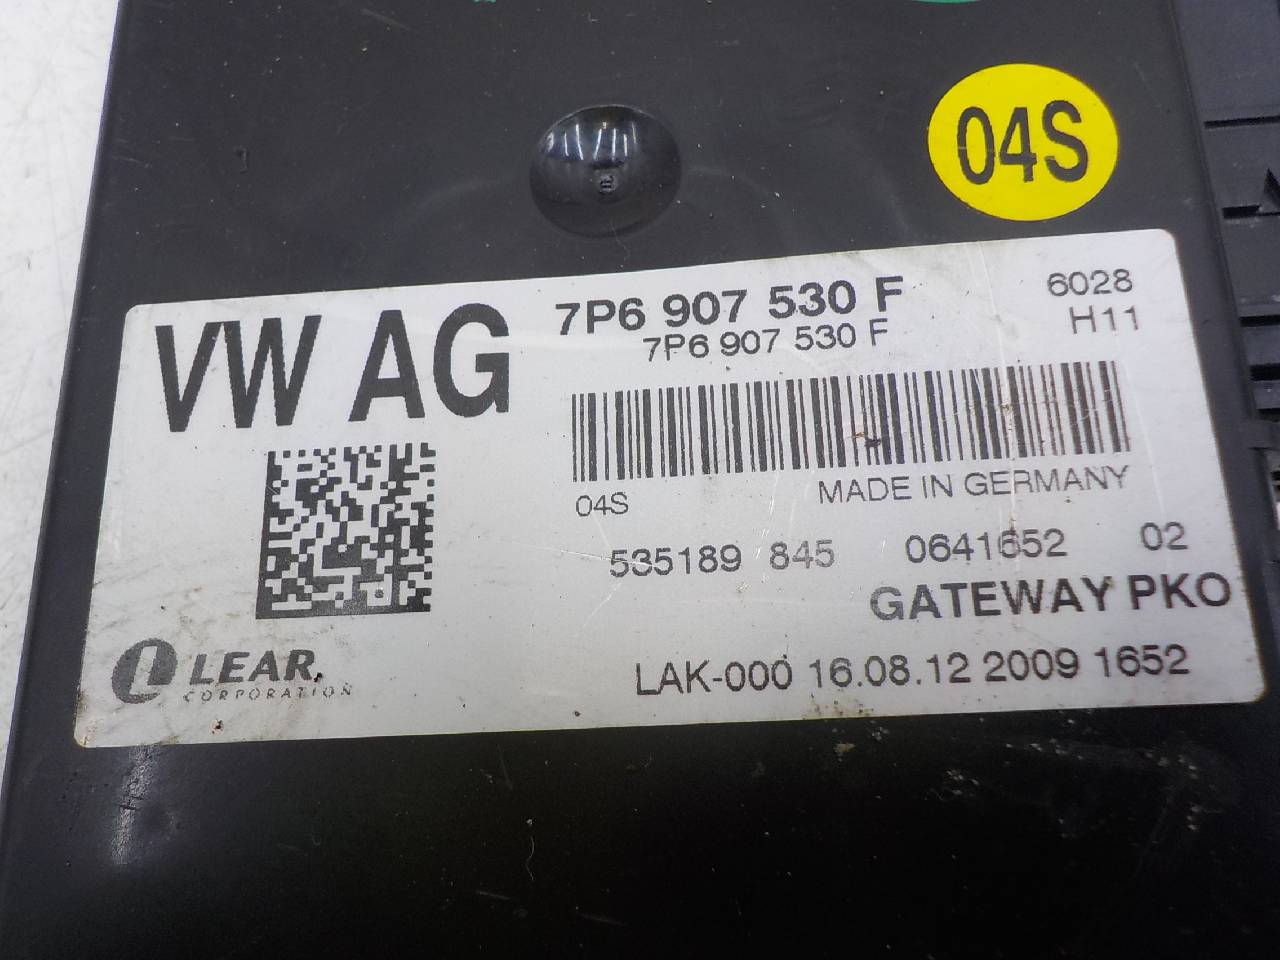 04S
VW AG
7P6 907 530 F
7P6 907 530 F
6028
H11
04S
MADE IN GERMANY
535189 845 0641652 02
GATEWAY PKO
LEAR.
CORPORATION
LAK-000 16.08.12 2009 1652